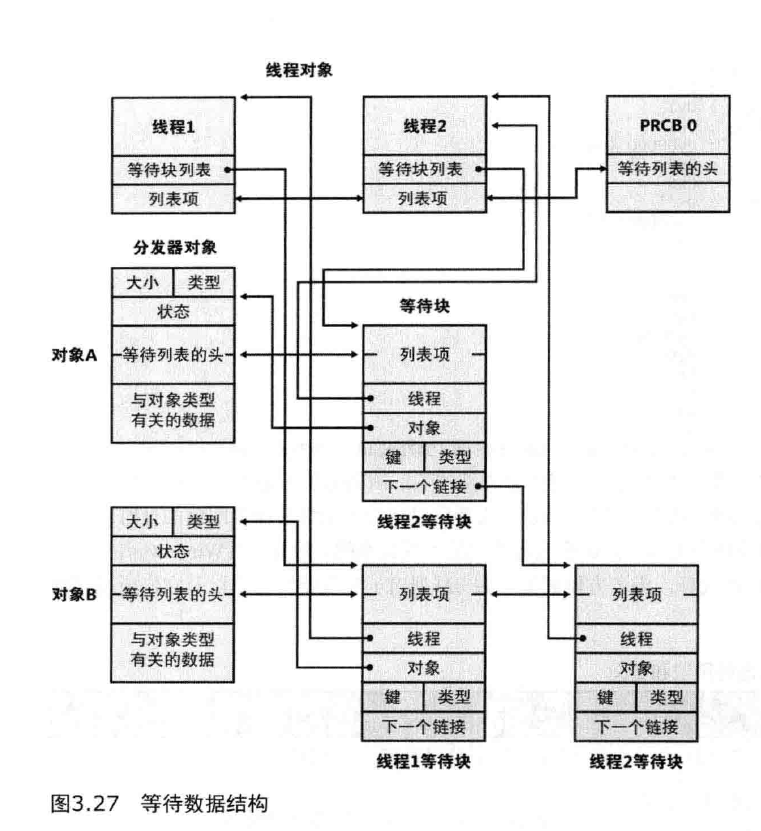 线程对象
线程1
等待块列表
列表项
线程2
等待块列表
列表项
PRCB 0
等待列表的头
分发器对象
对象A
大小 类型
状态
等待列表的头
与对象类型
有关的数据
等待块
列表项
线程
对象
键 类型
下一个链接
线程2等待块
对象B
大小 类型
状态
等待列表的头
与对象类型
有关的数据
列表项
线程
对象
键 类型
下一个链接
线程1等待块
列表项
线程
对象
键 类型
下一个链接
线程2等待块
图3.27 等待数据结构